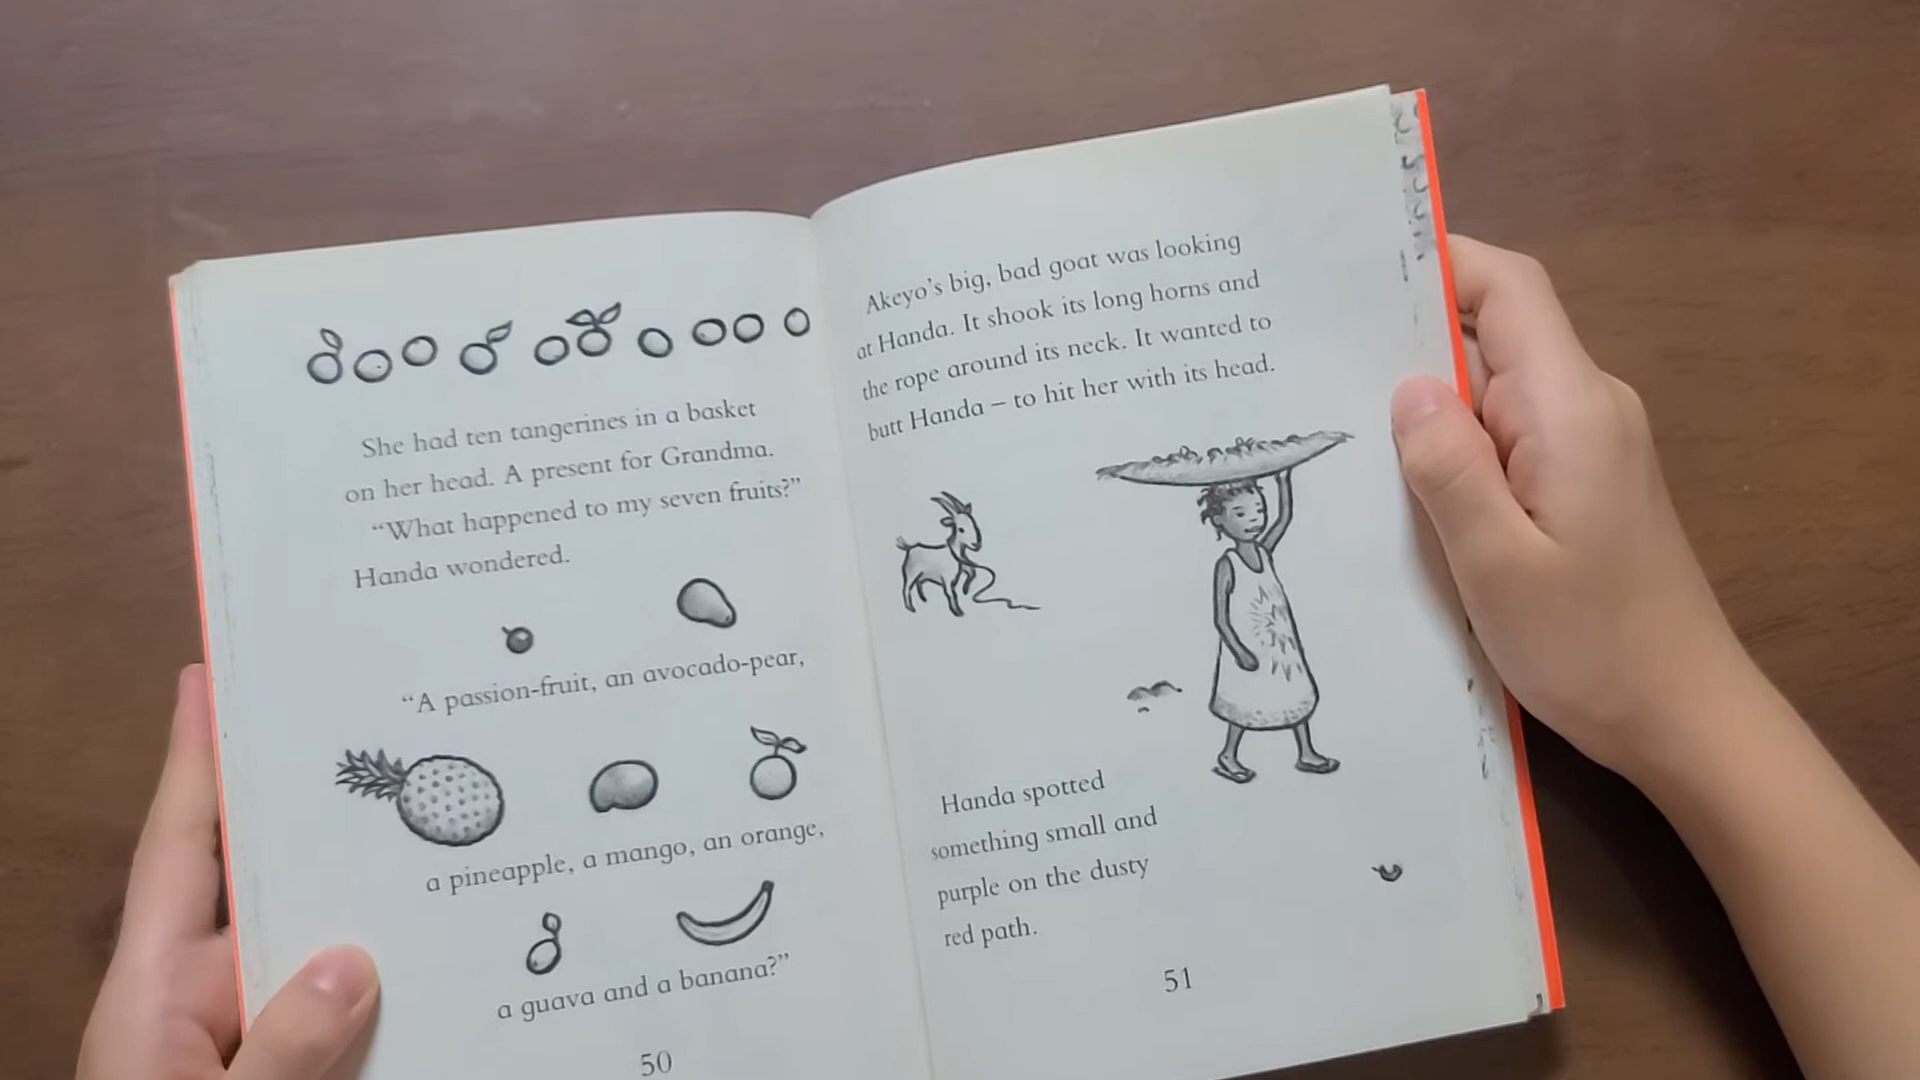 She had ten tangerines in a basket
on her head. A present for Grandma.
“What happened to my seven fruits?”
Handa wondered.
“A passion-fruit, an avocado-pear,
a pineapple, a mango, an orange,
a guava and a banana?”
50
Akeyo’s big, bad goat was looking
at Handa. It shook its long horns and
the rope around its neck. It wanted to
butt Handa – to hit her with its head.
Handa spotted
something small and
purple on the dusty
red path.
51